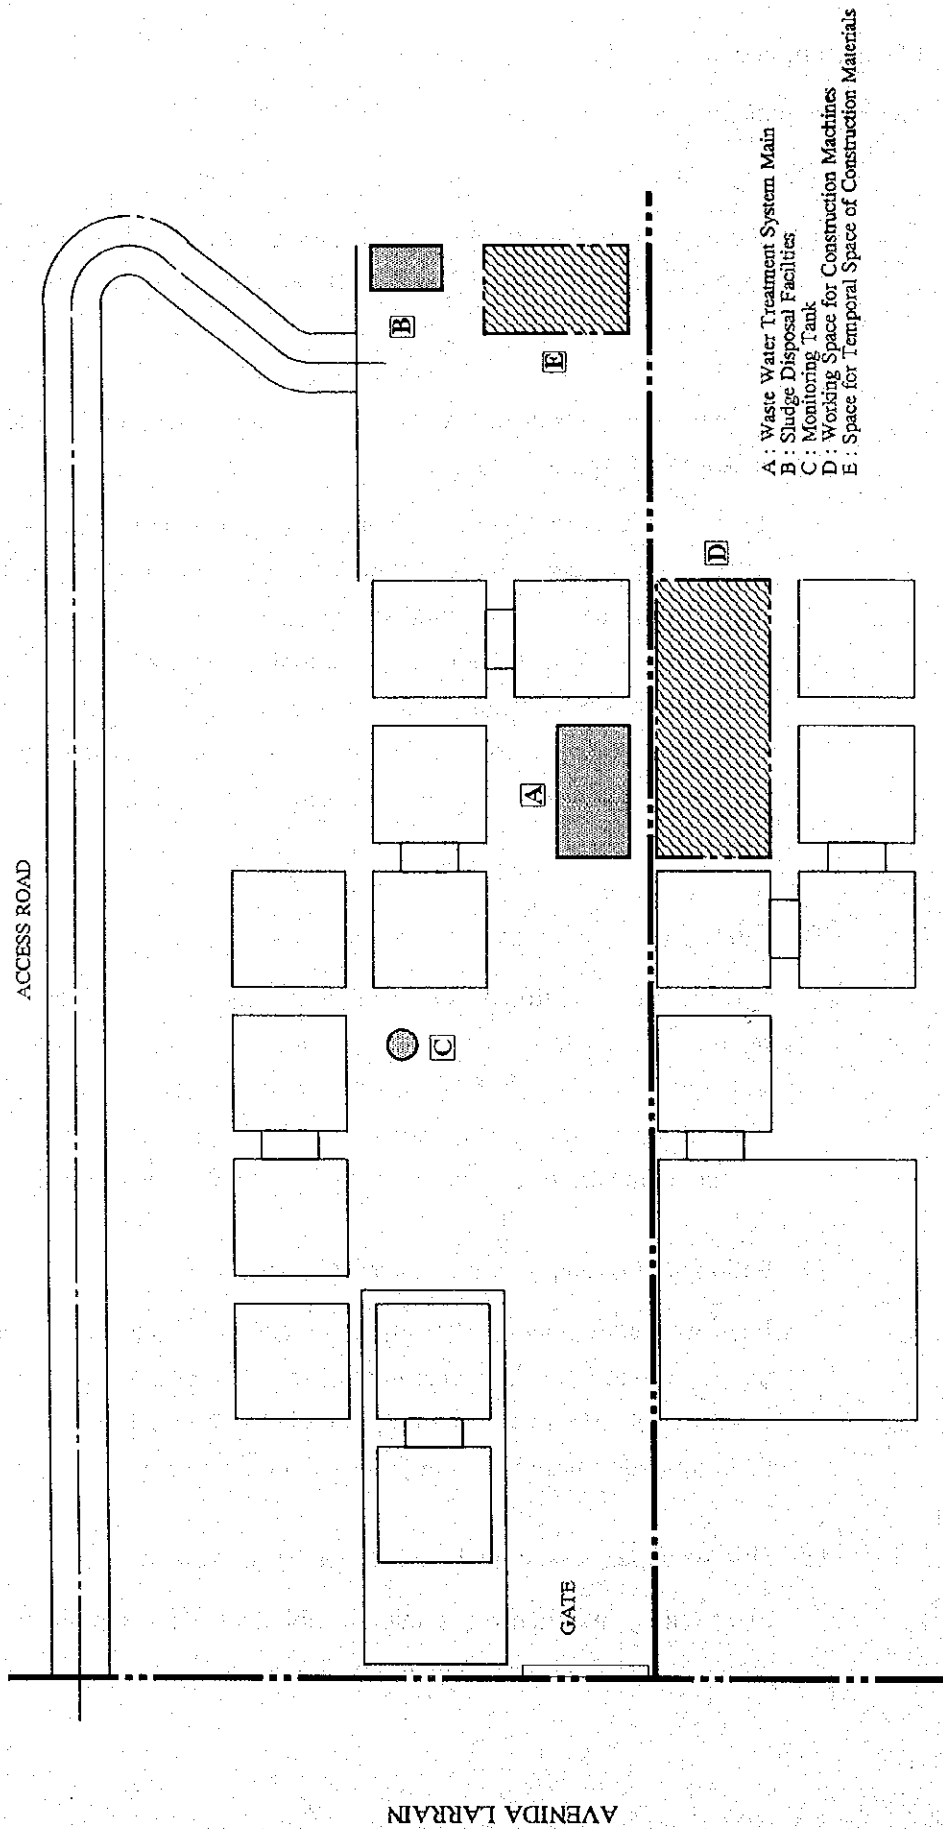 ACCESS ROAD
B
E
A
D
C
GATE
AVENIDA LARRAIN
A : Waste Water Treatment System Main
B : Sludge Disposal Facilities
C : Monitoring Tank
D : Working Space for Construction Machines
E : Space for Temporal Space of Construction Materials